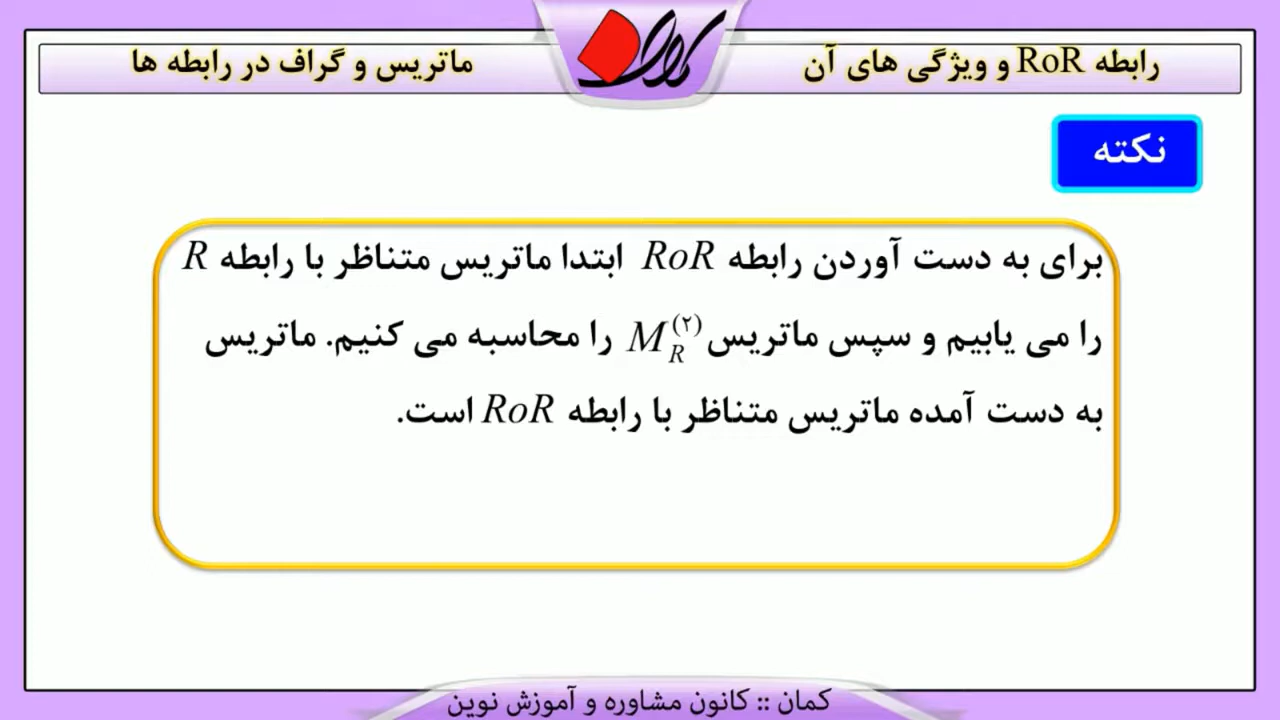 رابطه RoR و ویژگی های آن
کمان
ماتریس و گراف در رابطه ها
نکته
برای به دست آوردن رابطه RoR ابتدا ماتریس متناظر با رابطه R
را می یابیم و سپس ماتریس M_R^{(۲)} را محاسبه می کنیم. ماتریس
به دست آمده ماتریس متناظر با رابطه RoR است.
کمان :: کانون مشاوره و آموزش نوین